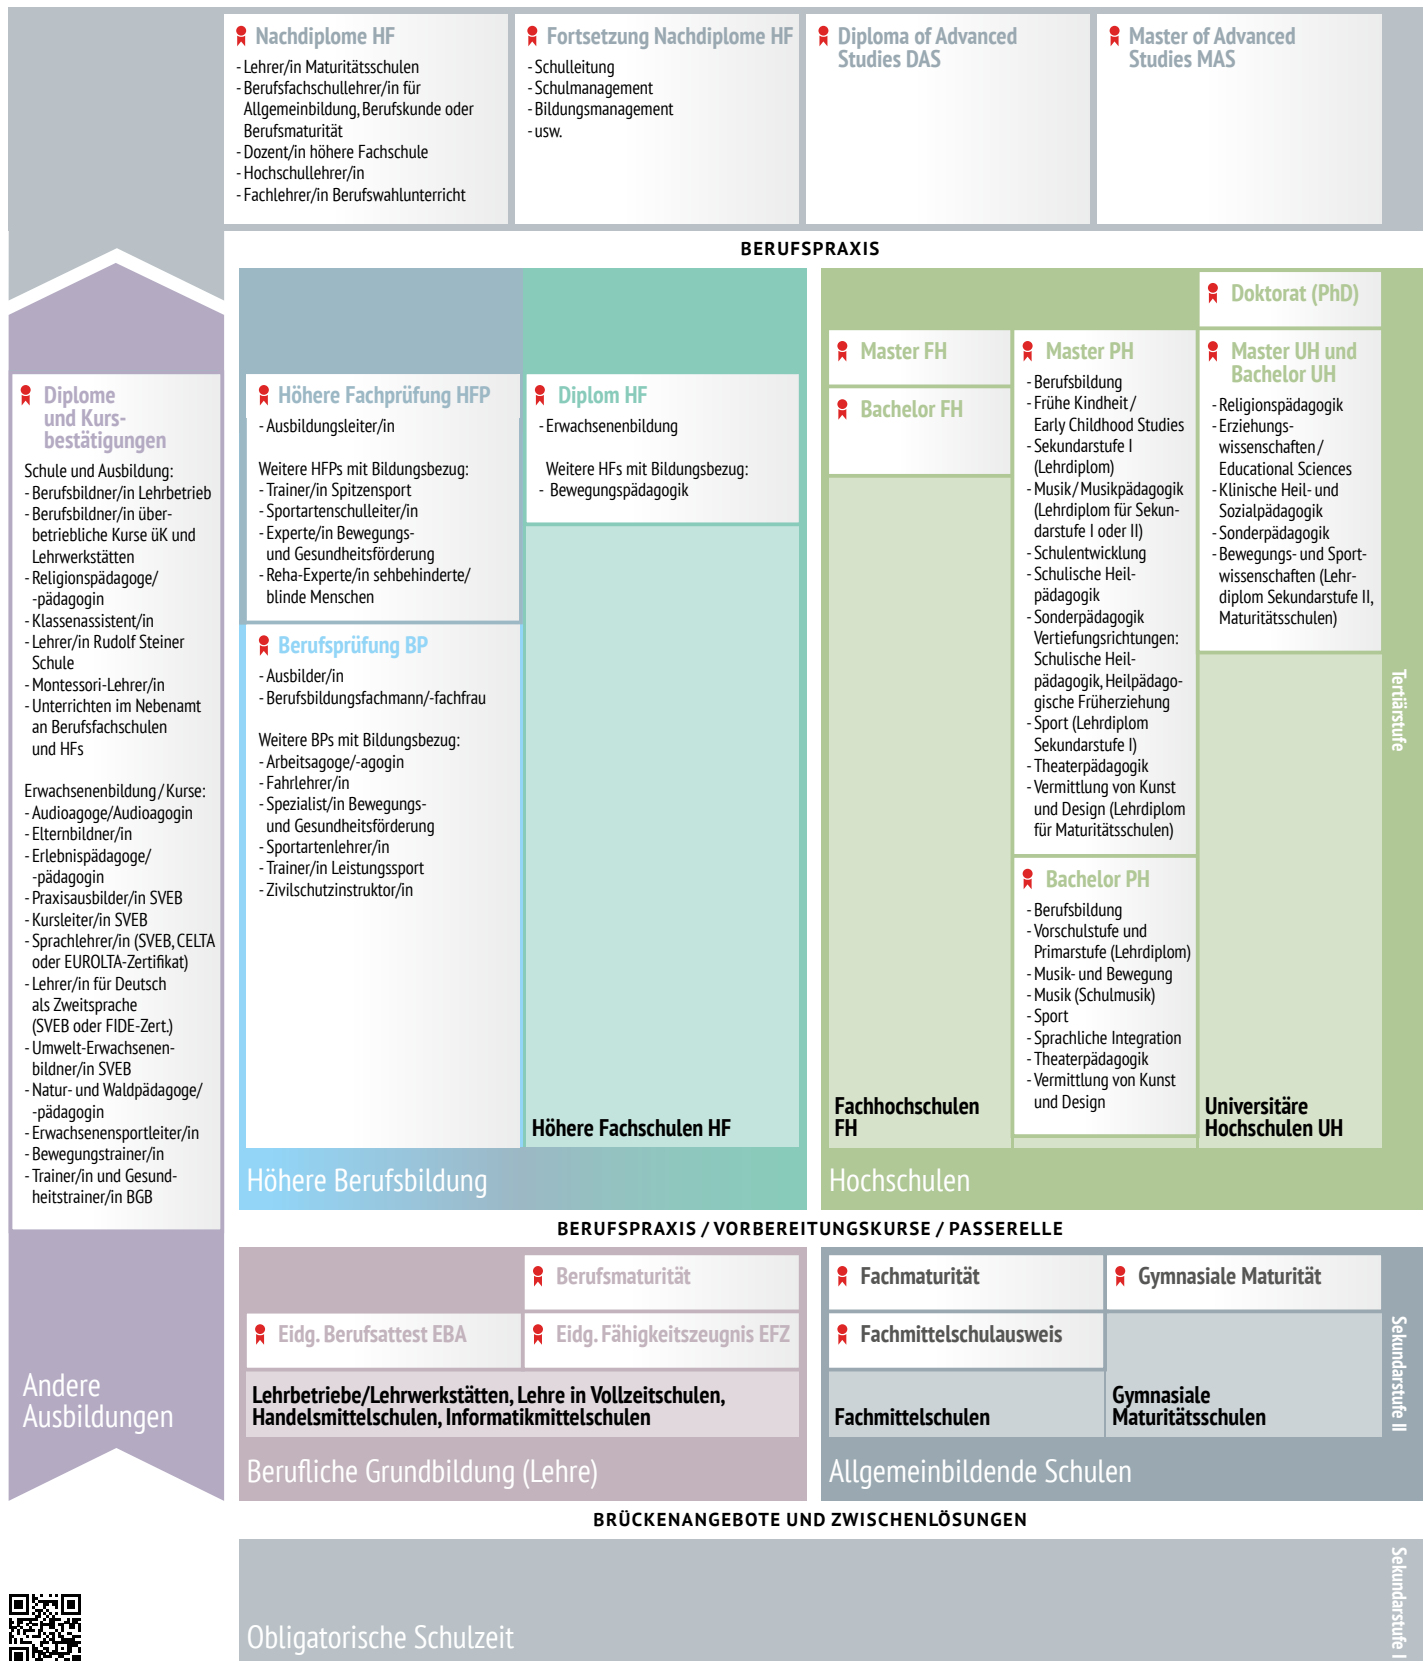 Nachdiplome HF
- Lehrer/in Maturitätsschulen
- Berufsfachschullehrer/in für
Allgemeinbildung, Berufskunde oder
Berufsmaturität
- Dozent/in höhere Fachschule
- Hochschullehrer/in
- Fachlehrer/in Berufswahlunterricht
Fortsetzung Nachdiplome HF
- Schulleitung
- Schulmanagement
- Bildungsmanagement
- usw.
Diploma of Advanced
Studies DAS
Master of Advanced
Studies MAS
BERUFSPRAXIS
Diplome
und Kurs-
bestätigungen
Schule und Ausbildung:
- Berufsbildner/in Lehrbetrieb
- Berufsbildner/in über-
betriebliche Kurse üK und
Lehrwerkstätten
- Religionspädagoge/
-pädagogin
- Klassenassistent/in
- Lehrer/in Rudolf Steiner
Schule
- Montessori-Lehrer/in
- Unterrichten im Nebenamt
an Berufsfachschulen
und HFs
Erwachsenenbildung / Kurse:
- Audioagoge/Audioagogin
- Elternbildner/in
- Erlebnispädagoge/
-pädagogin
- Praxisausbilder/in SVEB
- Kursleiter/in SVEB
- Sprachlehrer/in (SVEB, CELTA
oder EUROLTA-Zertifikat)
- Lehrer/in für Deutsch
als Zweitsprache
(SVEB oder FIDE-Zert.)
- Umwelt-Erwachsenen-
bildner/in SVEB
- Natur- und Waldpädagoge/
-pädagogin
- Erwachsenensportleiter/in
- Bewegungstrainer/in
- Trainer/in und Gesund-
heitstrainer/in BGB
Andere
Ausbildungen
Höhere Fachprüfung HFP
- Ausbildungsleiter/in
Weitere HFPs mit Bildungsbezug:
- Trainer/in Spitzensport
- Sportartenschulleiter/in
- Experte/in Bewegungs-
und Gesundheitsförderung
- Reha-Experte/in sehbehinderte/
blinde Menschen
Berufsprüfung BP
- Ausbilder/in
- Berufsbildungsfachmann/-fachfrau
Weitere BPs mit Bildungsbezug:
- Arbeitsagoge/-agogin
- Fahrlehrer/in
- Spezialist/in Bewegungs-
und Gesundheitsförderung
- Sportartenlehrer/in
- Trainer/in Leistungssport
- Zivilschutzinstruktor/in
Diplom HF
- Erwachsenenbildung
Weitere HFs mit Bildungsbezug:
- Bewegungspädagogik
Höhere Fachschulen HF
Höhere Berufsbildung
Master FH
Bachelor FH
Fachhochschulen
FH
Master PH
- Berufsbildung
- Frühe Kindheit /
Early Childhood Studies
- Sekundarstufe I
(Lehrdiplom)
- Musik / Musikpädagogik
(Lehrdiplom für Sekun-
darstufe I oder II)
- Schulentwicklung
- Schulische Heil-
pädagogik
- Sonderpädagogik
Vertiefungsrichtungen:
Schulische Heil-
pädagogik, Heilpädago-
gische Früherziehung
- Sport (Lehrdiplom
Sekundarstufe I)
- Theaterpädagogik
- Vermittlung von Kunst
und Design (Lehrdiplom
für Maturitätsschulen)
Bachelor PH
- Berufsbildung
- Vorschulstufe und
Primarstufe (Lehrdiplom)
- Musik- und Bewegung
- Musik (Schulmusik)
- Sport
- Sprachliche Integration
- Theaterpädagogik
- Vermittlung von Kunst
und Design
Doktorat (PhD)
Master UH und
Bachelor UH
- Religionspädagogik
- Erziehungs-
wissenschaften /
Educational Sciences
- Klinische Heil- und
Sozialpädagogik
- Sonderpädagogik
- Bewegungs- und Sport-
wissenschaften (Lehr-
diplom Sekundarstufe II,
Maturitätsschulen)
Universitäre
Hochschulen UH
Hochschulen
Tertiärstufe
BERUFSPRAXIS / VORBEREITUNGSKURSE / PASSERELLE
Berufsmaturität
Eidg. Berufsattest EBA
Eidg. Fähigkeitszeugnis EFZ
Lehrbetriebe/Lehrwerkstätten, Lehre in Vollzeitschulen,
Handelsmittelschulen, Informatikmittelschulen
Berufliche Grundbildung (Lehre)
Fachmaturität
Fachmittelschulausweis
Fachmittelschulen
Gymnasiale Maturität
Gymnasiale
Maturitätsschulen
Allgemeinbildende Schulen
Sekundarstufe II
BRÜCKENANGEBOTE UND ZWISCHENLÖSUNGEN
Obligatorische Schulzeit
Sekundarstufe I